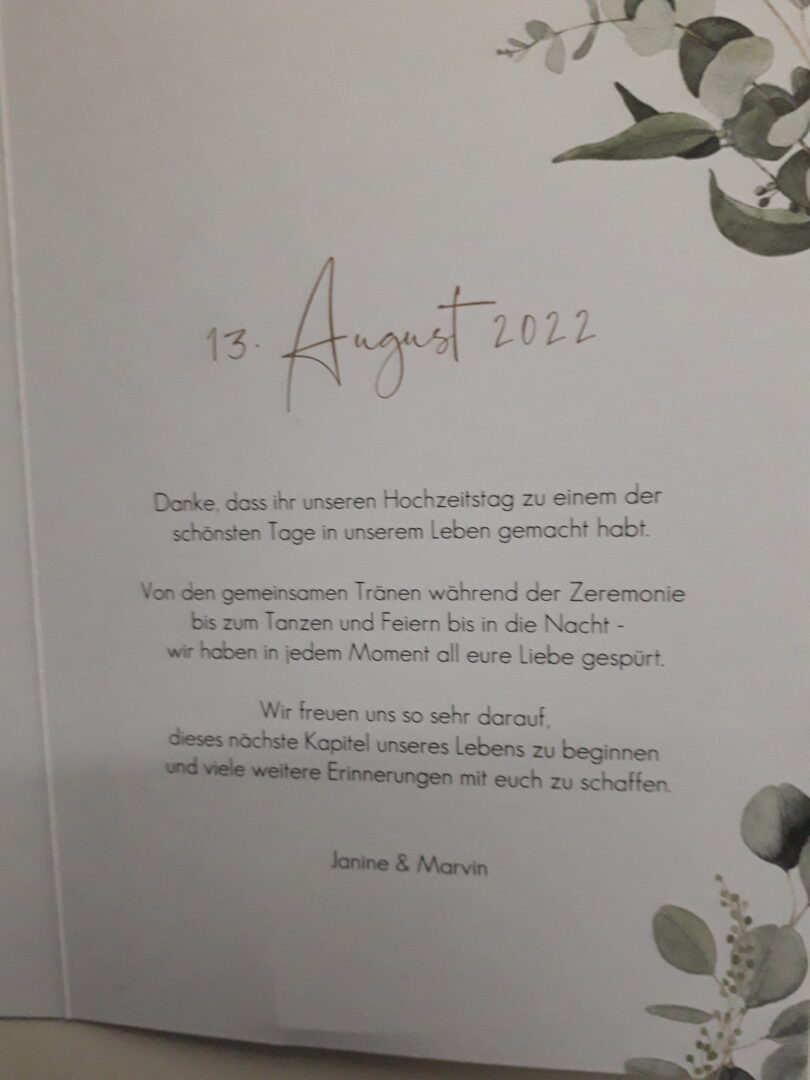 13. August 2022
Danke, dass ihr unseren Hochzeitstag zu einem der
schönsten Tage in unserem Leben gemacht habt.
Von den gemeinsamen Tränen während der Zeremonie
bis zum Tanzen und Feiern bis in die Nacht -
wir haben in jedem Moment all eure Liebe gespürt.
Wir freuen uns so sehr darauf,
dieses nächste Kapitel unseres Lebens zu beginnen
und viele weitere Erinnerungen mit euch zu schaffen.
Janine & Marvin